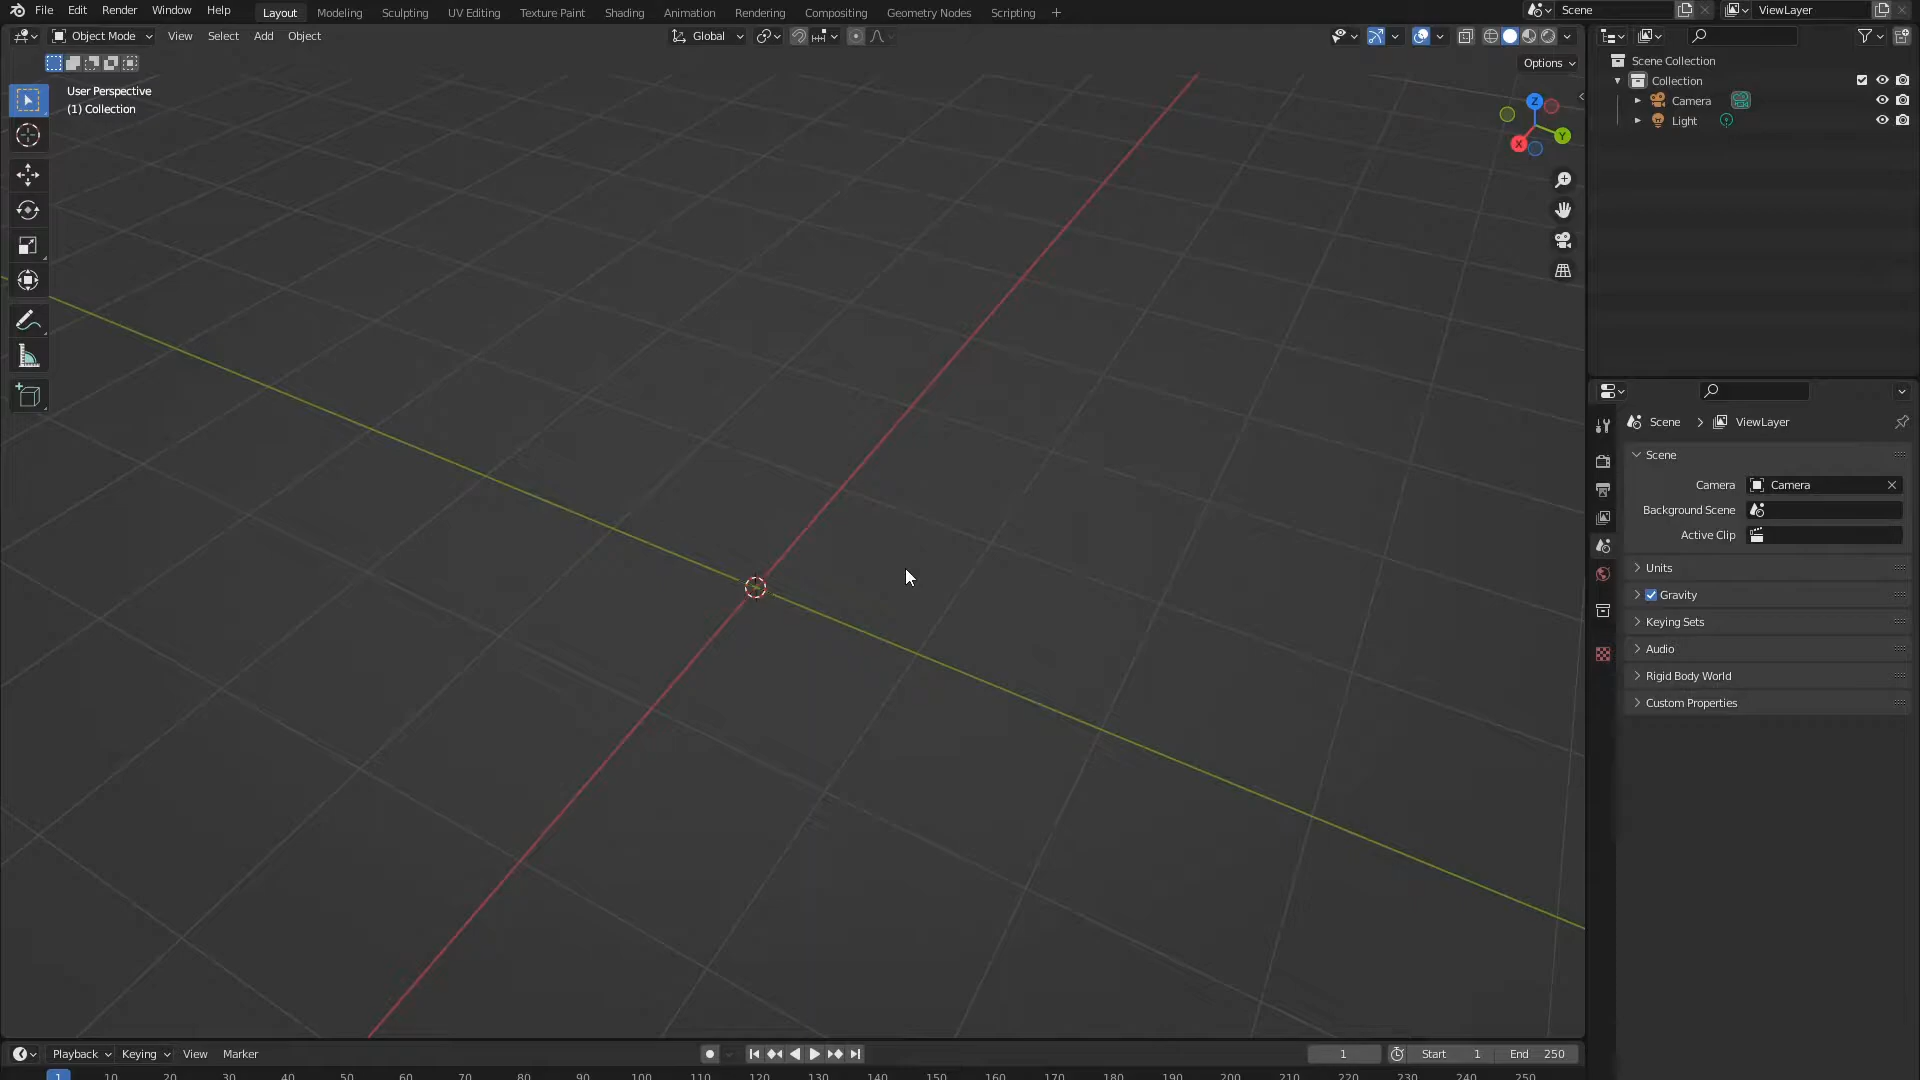 File Edit Render Window Help Layout Modeling Sculpting UV Editing Texture Paint Shading Animation Rendering Compositing Geometry Nodes Scripting + Scene ViewLayer
Object Mode View Select Add Object Global
Options
User Perspective
(1) Collection
Z
Y
X
Scene Collection
Collection
Camera
Light
Scene > ViewLayer
Scene
Camera Camera
Background Scene
Active Clip
Units
Gravity
Keying Sets
Audio
Rigid Body World
Custom Properties
Playback Keying View Marker 1 Start 1 End 250
1 10 20 30 40 50 60 70 80 90 100 110 120 130 140 150 160 170 180 190 200 210 220 230 240 250